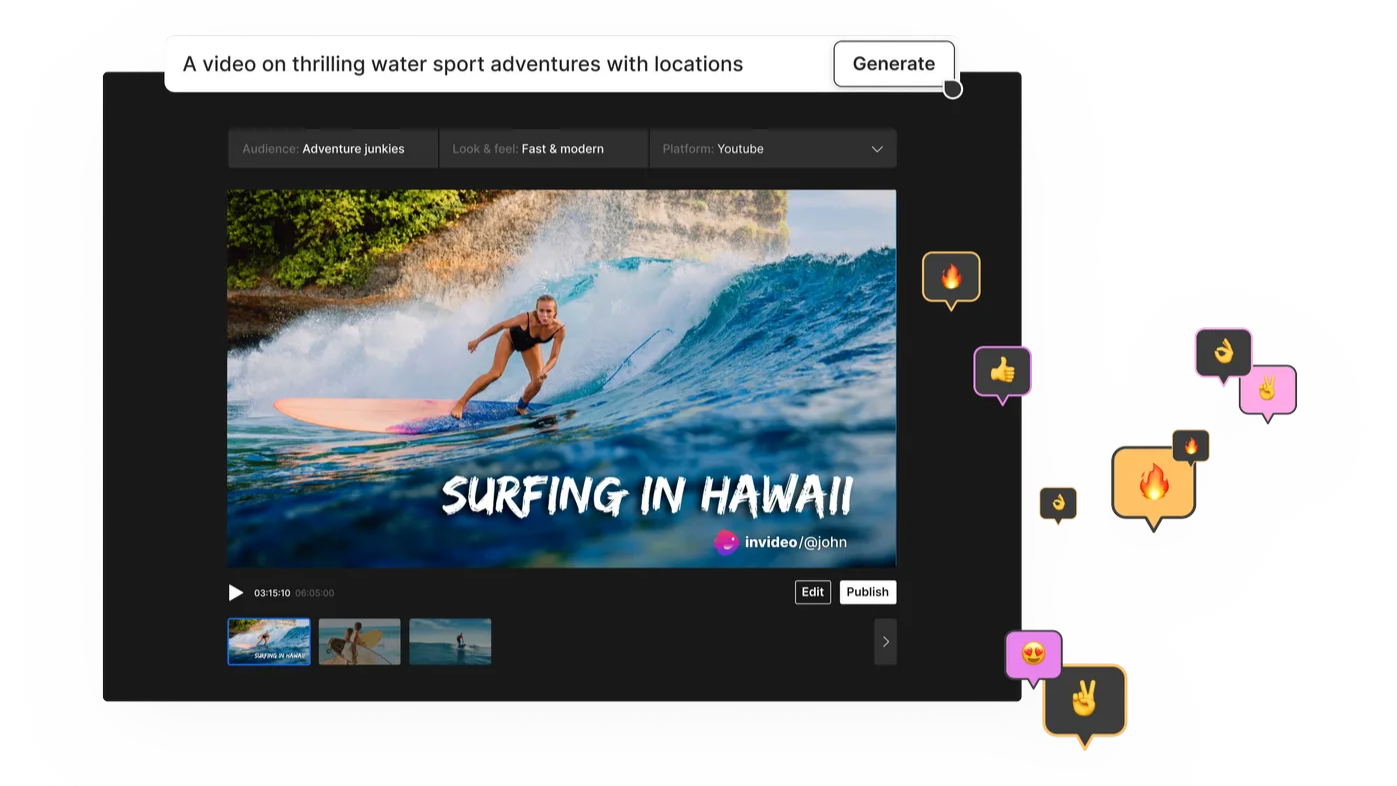 A video on thrilling water sport adventures with locations
Generate
Audience: Adventure junkies
Look & feel: Fast & modern
Platform: Youtube
SURFING IN HAWAII
invideo/@john
03:15:10 06:05:00
Edit
Publish
SURFING IN HAWAII